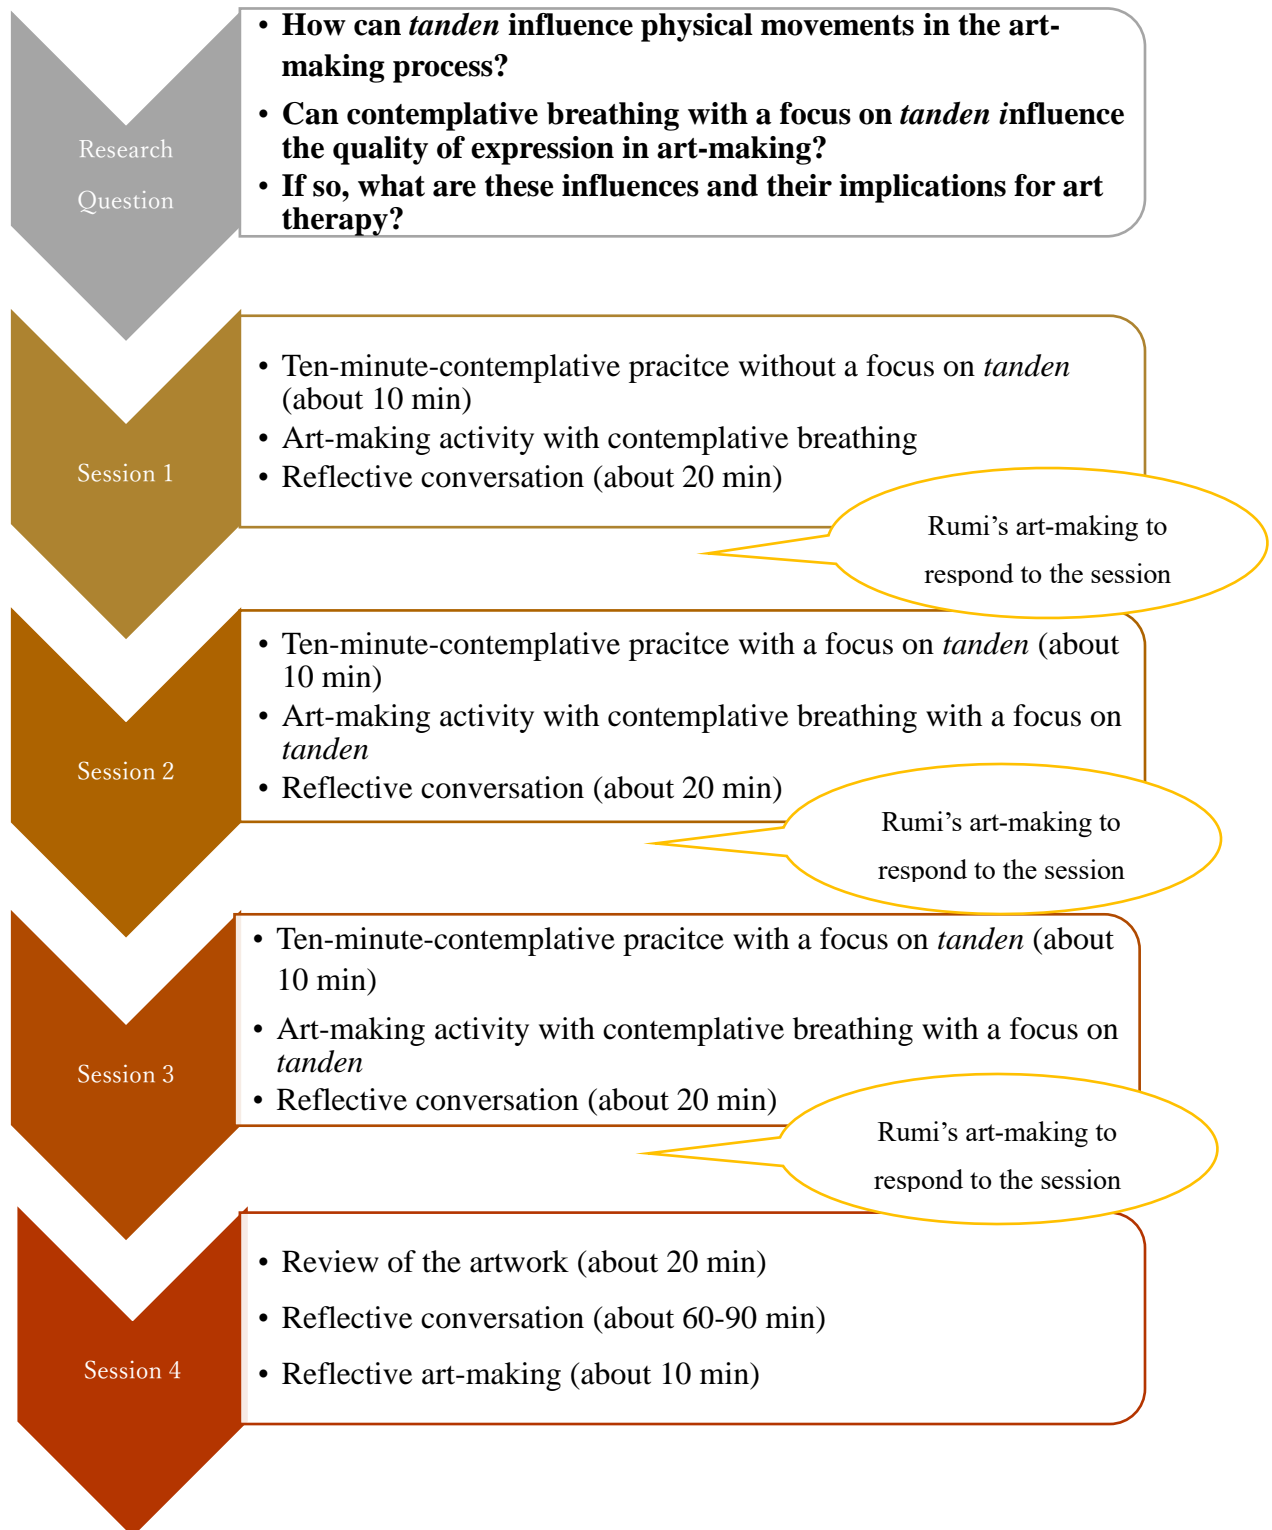 Research
Question
• How can tanden influence physical movements in the art-
making process?
• Can contemplative breathing with a focus on tanden influence
the quality of expression in art-making?
• If so, what are these influences and their implications for art
therapy?
Session 1
• Ten-minute-contemplative pracitce without a focus on tanden
(about 10 min)
• Art-making activity with contemplative breathing
• Reflective conversation (about 20 min)
Rumi’s art-making to
respond to the session
Session 2
• Ten-minute-contemplative pracitce with a focus on tanden (about
10 min)
• Art-making activity with contemplative breathing with a focus on
tanden
• Reflective conversation (about 20 min)
Rumi’s art-making to
respond to the session
Session 3
• Ten-minute-contemplative pracitce with a focus on tanden (about
10 min)
• Art-making activity with contemplative breathing with a focus on
tanden
• Reflective conversation (about 20 min)
Rumi’s art-making to
respond to the session
Session 4
• Review of the artwork (about 20 min)
• Reflective conversation (about 60-90 min)
• Reflective art-making (about 10 min)